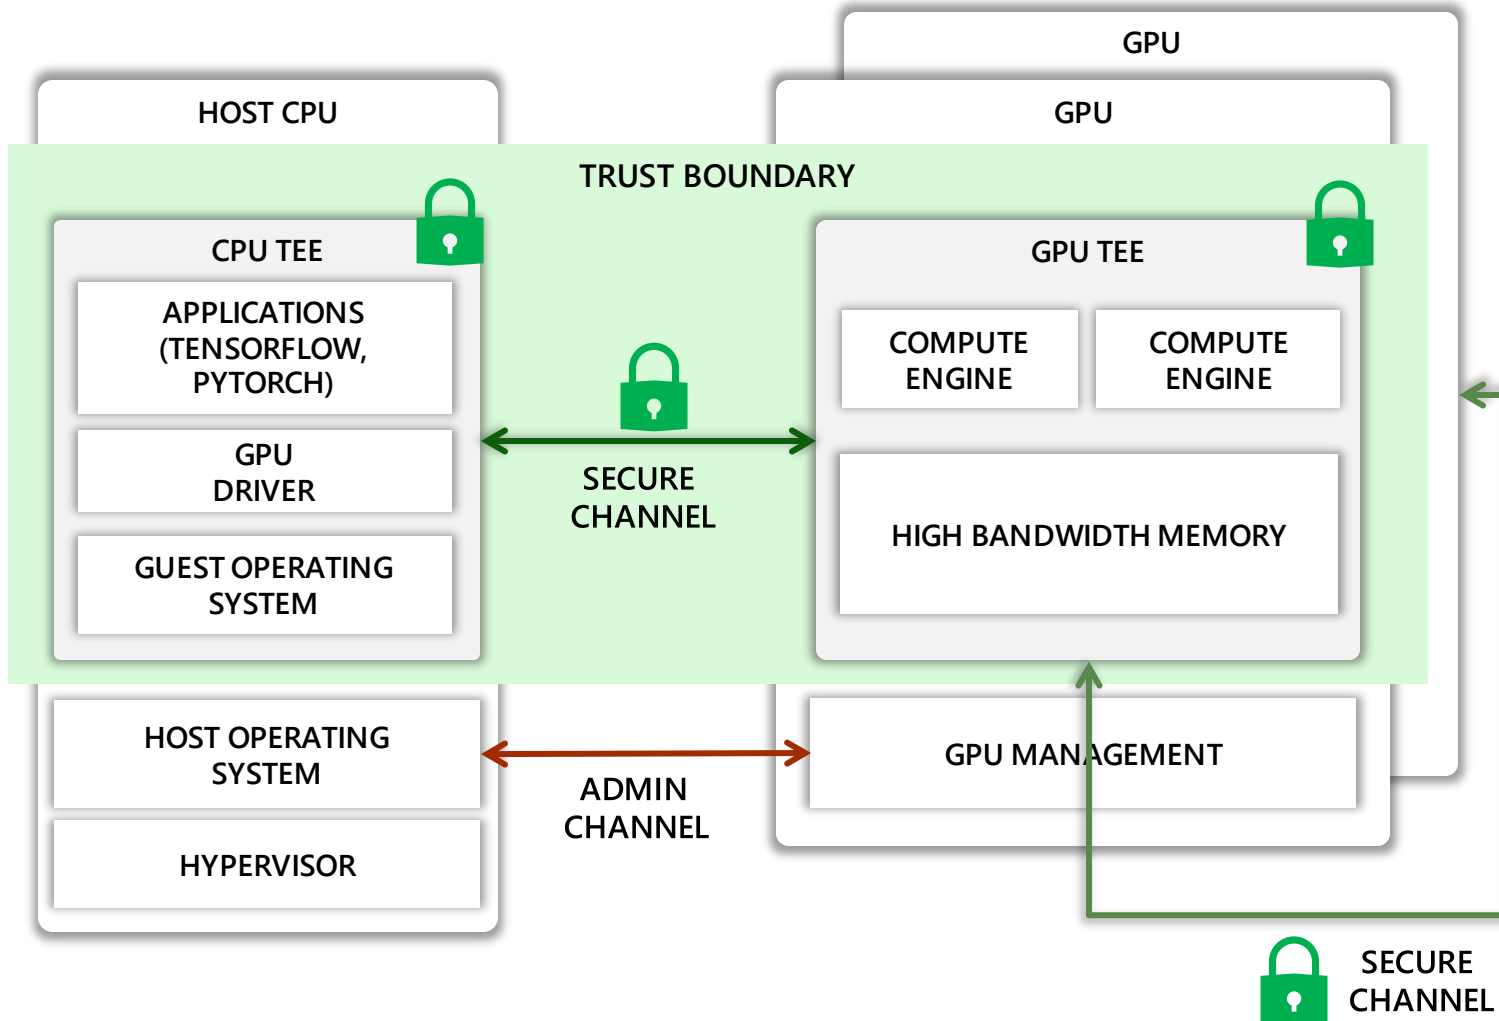 GPU
HOST CPU
GPU
TRUST BOUNDARY
CPU TEE
APPLICATIONS
(TENSORFLOW,
PYTORCH)
GPU
DRIVER
GUEST OPERATING
SYSTEM
SECURE
CHANNEL
GPU TEE
COMPUTE
ENGINE
COMPUTE
ENGINE
HIGH BANDWIDTH MEMORY
HOST OPERATING
SYSTEM
HYPERVISOR
ADMIN
CHANNEL
GPU MANAGEMENT
SECURE
CHANNEL